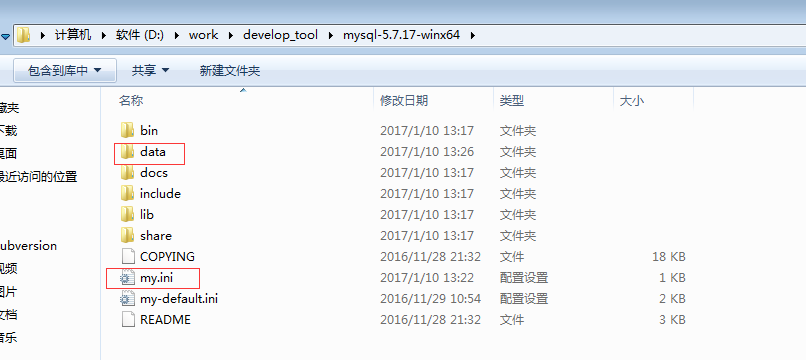 计算机 ▸ 软件 (D:) ▸ work ▸ develop_tool ▸ mysql-5.7.17-winx64 ▸
包含到库中 ▼ 共享 ▼ 新建文件夹
名称 修改日期 类型 大小
藏夹
下载
桌面
最近访问的位置
ubversion
视频
图片
文档
音乐
bin 2017/1/10 13:17 文件夹
data 2017/1/10 13:26 文件夹
docs 2017/1/10 13:17 文件夹
include 2017/1/10 13:17 文件夹
lib 2017/1/10 13:17 文件夹
share 2017/1/10 13:17 文件夹
COPYING 2016/11/28 21:32 文件 18 KB
my.ini 2017/1/10 13:22 配置设置 1 KB
my-default.ini 2016/11/29 10:54 配置设置 2 KB
README 2016/11/28 21:32 文件 3 KB